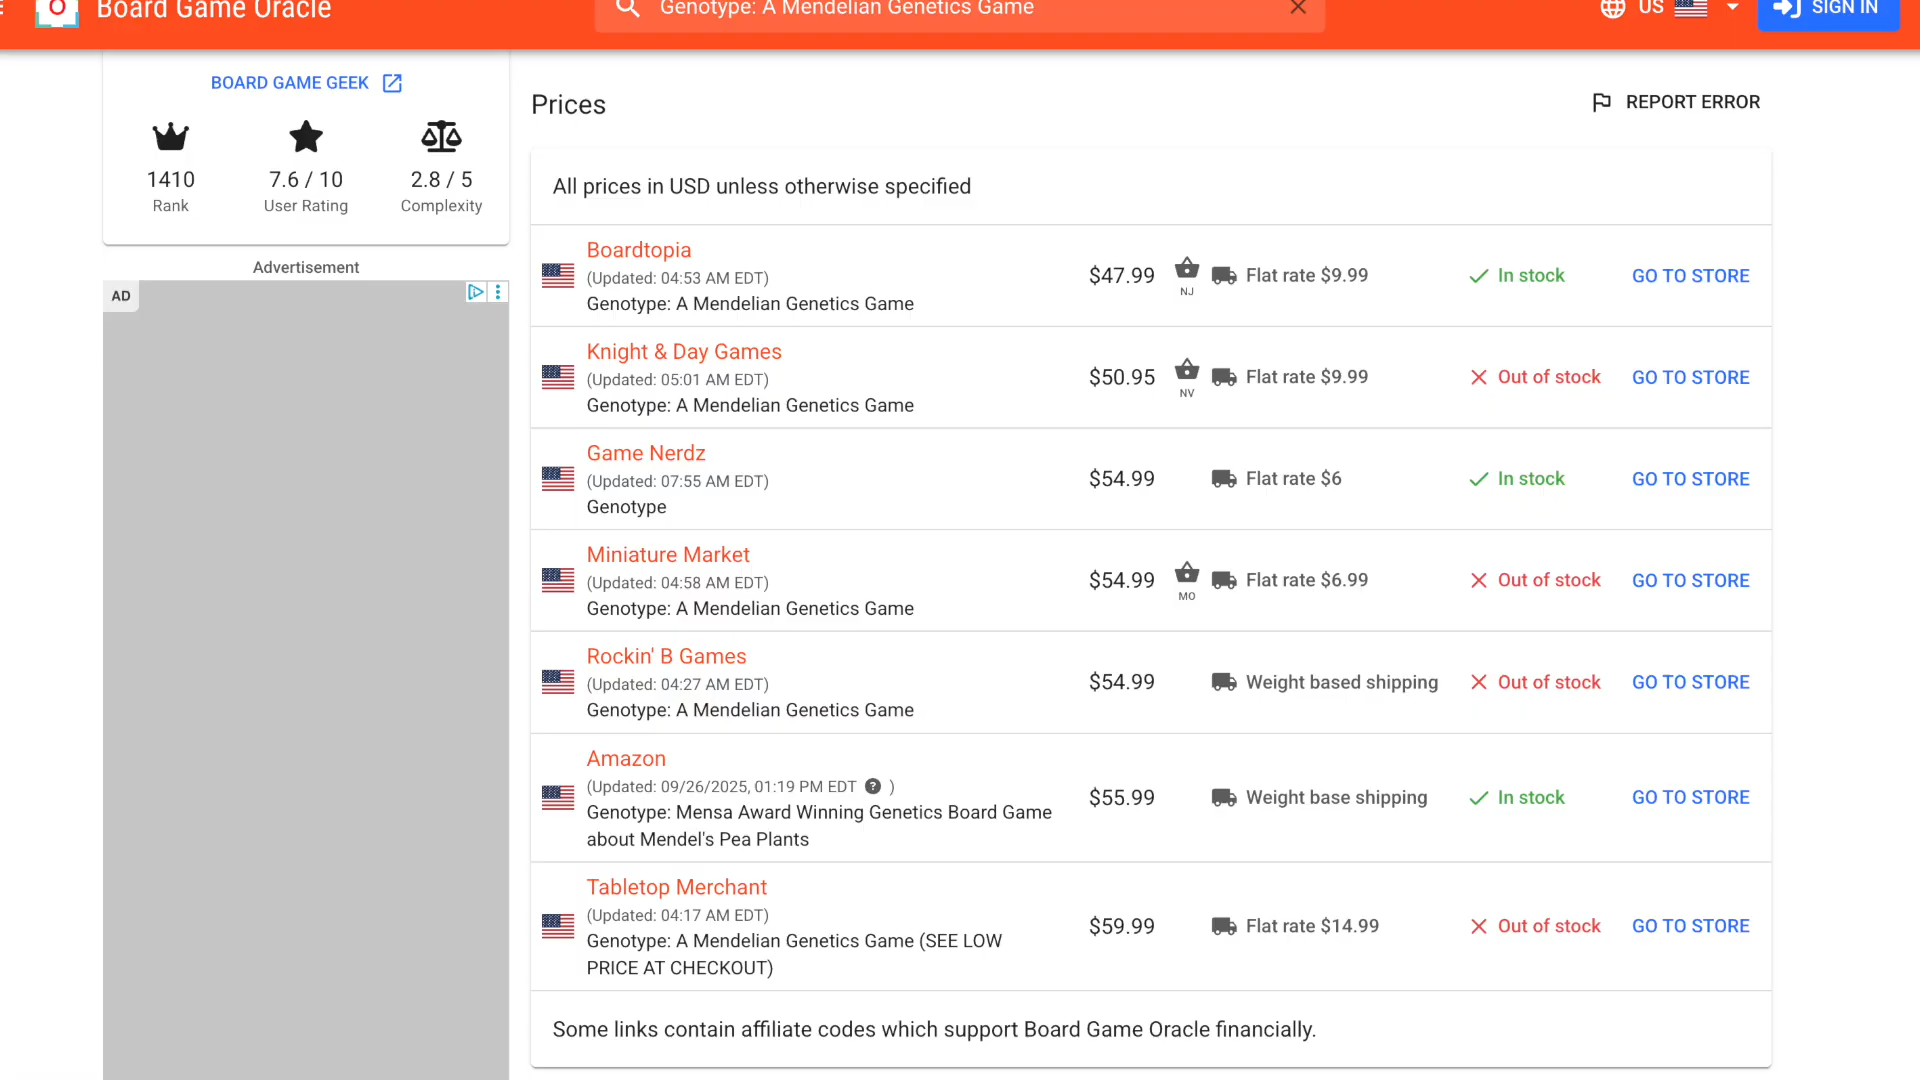 Board Game Oracle
Genotype: A Mendelian Genetics Game
US
SIGN IN
BOARD GAME GEEK
1410
Rank
7.6 / 10
User Rating
2.8 / 5
Complexity
Advertisement
AD
Prices
REPORT ERROR
All prices in USD unless otherwise specified
Boardtopia
(Updated: 04:53 AM EDT)
Genotype: A Mendelian Genetics Game
$47.99
NJ
Flat rate $9.99
In stock
GO TO STORE
Knight & Day Games
(Updated: 05:01 AM EDT)
Genotype: A Mendelian Genetics Game
$50.95
NV
Flat rate $9.99
Out of stock
GO TO STORE
Game Nerdz
(Updated: 07:55 AM EDT)
Genotype
$54.99
Flat rate $6
In stock
GO TO STORE
Miniature Market
(Updated: 04:58 AM EDT)
Genotype: A Mendelian Genetics Game
$54.99
MO
Flat rate $6.99
Out of stock
GO TO STORE
Rockin' B Games
(Updated: 04:27 AM EDT)
Genotype: A Mendelian Genetics Game
$54.99
Weight based shipping
Out of stock
GO TO STORE
Amazon
(Updated: 09/26/2025, 01:19 PM EDT ? )
Genotype: Mensa Award Winning Genetics Board Game
about Mendel's Pea Plants
$55.99
Weight base shipping
In stock
GO TO STORE
Tabletop Merchant
(Updated: 04:17 AM EDT)
Genotype: A Mendelian Genetics Game (SEE LOW
PRICE AT CHECKOUT)
$59.99
Flat rate $14.99
Out of stock
GO TO STORE
Some links contain affiliate codes which support Board Game Oracle financially.